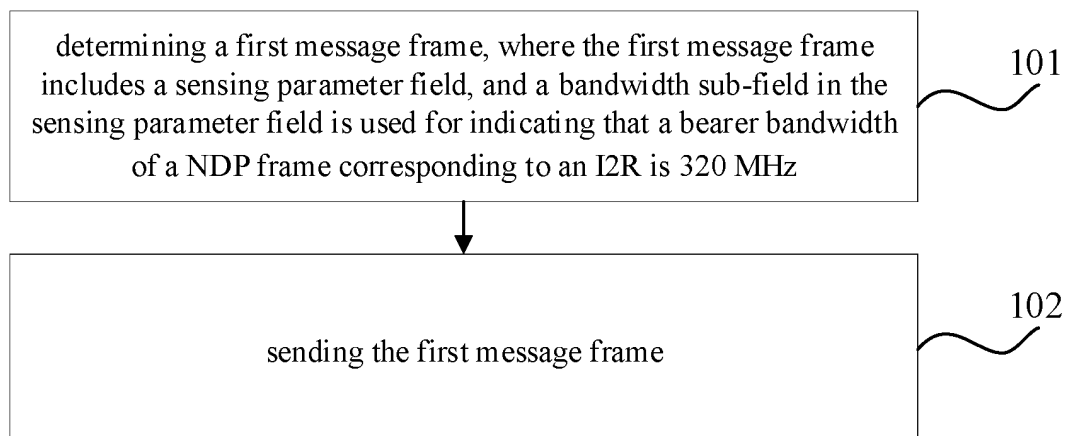 determining a first message frame, where the first message frame
includes a sensing parameter field, and a bandwidth sub-field in the
sensing parameter field is used for indicating that a bearer bandwidth
of a NDP frame corresponding to an I2R is 320 MHz
101
sending the first message frame
102